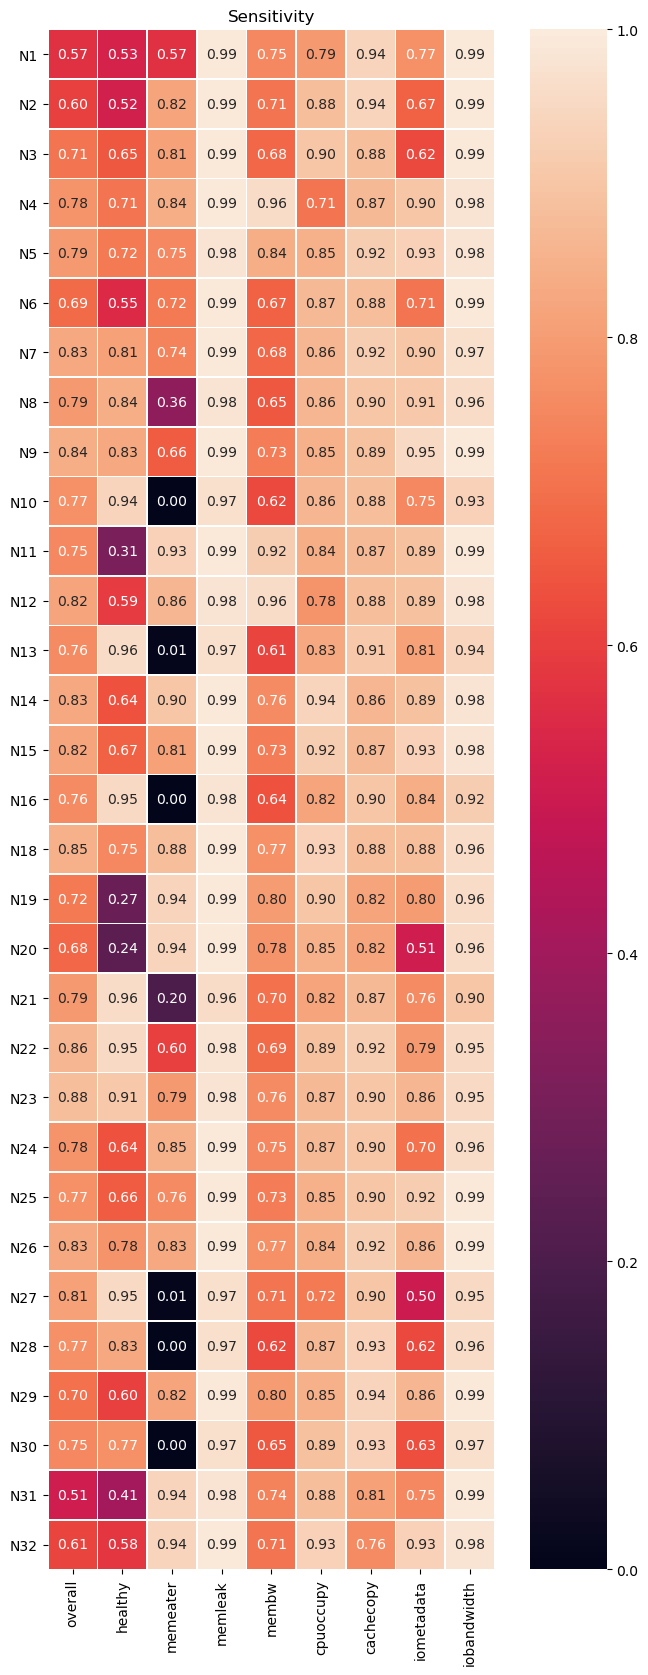 Sensitivity
N1 0.57 0.53 0.57 0.99 0.75 0.79 0.94 0.77 0.99
N2 0.60 0.52 0.82 0.99 0.71 0.88 0.94 0.67 0.99
N3 0.71 0.65 0.81 0.99 0.68 0.90 0.88 0.62 0.99
N4 0.78 0.71 0.84 0.99 0.96 0.71 0.87 0.90 0.98
N5 0.79 0.72 0.75 0.98 0.84 0.85 0.92 0.93 0.98
N6 0.69 0.55 0.72 0.99 0.67 0.87 0.88 0.71 0.99
N7 0.83 0.81 0.74 0.99 0.68 0.86 0.92 0.90 0.97
N8 0.79 0.84 0.36 0.98 0.65 0.86 0.90 0.91 0.96
N9 0.84 0.83 0.66 0.99 0.73 0.85 0.89 0.95 0.99
N10 0.77 0.94 0.00 0.97 0.62 0.86 0.88 0.75 0.93
N11 0.75 0.31 0.93 0.99 0.92 0.84 0.87 0.89 0.99
N12 0.82 0.59 0.86 0.98 0.96 0.78 0.88 0.89 0.98
N13 0.76 0.96 0.01 0.97 0.61 0.83 0.91 0.81 0.94
N14 0.83 0.64 0.90 0.99 0.76 0.94 0.86 0.89 0.98
N15 0.82 0.67 0.81 0.99 0.73 0.92 0.87 0.93 0.98
N16 0.76 0.95 0.00 0.98 0.64 0.82 0.90 0.84 0.92
N18 0.85 0.75 0.88 0.99 0.77 0.93 0.88 0.88 0.96
N19 0.72 0.27 0.94 0.99 0.80 0.90 0.82 0.80 0.96
N20 0.68 0.24 0.94 0.99 0.78 0.85 0.82 0.51 0.96
N21 0.79 0.96 0.20 0.96 0.70 0.82 0.87 0.76 0.90
N22 0.86 0.95 0.60 0.98 0.69 0.89 0.92 0.79 0.95
N23 0.88 0.91 0.79 0.98 0.76 0.87 0.90 0.86 0.95
N24 0.78 0.64 0.85 0.99 0.75 0.87 0.90 0.70 0.96
N25 0.77 0.66 0.76 0.99 0.73 0.85 0.90 0.92 0.99
N26 0.83 0.78 0.83 0.99 0.77 0.84 0.92 0.86 0.99
N27 0.81 0.95 0.01 0.97 0.71 0.72 0.90 0.50 0.95
N28 0.77 0.83 0.00 0.97 0.62 0.87 0.93 0.62 0.96
N29 0.70 0.60 0.82 0.99 0.80 0.85 0.94 0.86 0.99
N30 0.75 0.77 0.00 0.97 0.65 0.89 0.93 0.63 0.97
N31 0.51 0.41 0.94 0.98 0.74 0.88 0.81 0.75 0.99
N32 0.61 0.58 0.94 0.99 0.71 0.93 0.76 0.93 0.98
overall healthy memeater memleak membw cpuoccupy cachecopy iometadata iobandwidth
1.0
0.8
0.6
0.4
0.2
0.0